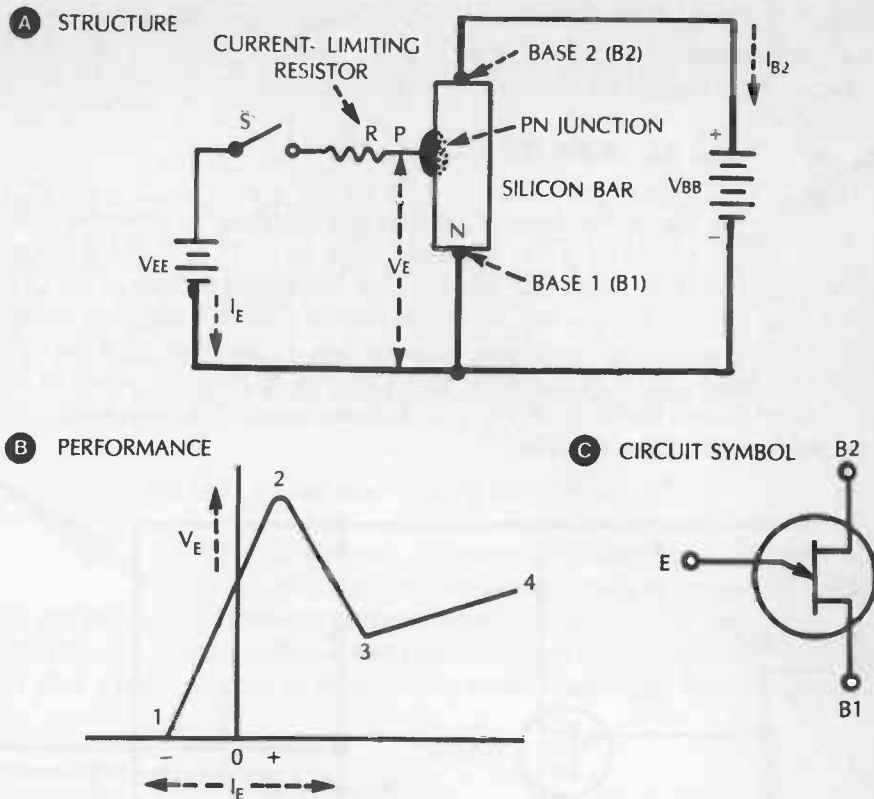 A STRUCTURE
CURRENT- LIMITING
RESISTOR
BASE 2 (B2)
IB2
S
R P
PN JUNCTION
+
SILICON BAR
VBB
N
–
VEE
VE
BASE 1 (B1)
IE
B PERFORMANCE
C CIRCUIT SYMBOL
B2
2
VE
E
4
3
1
B1
– 0 +
IE